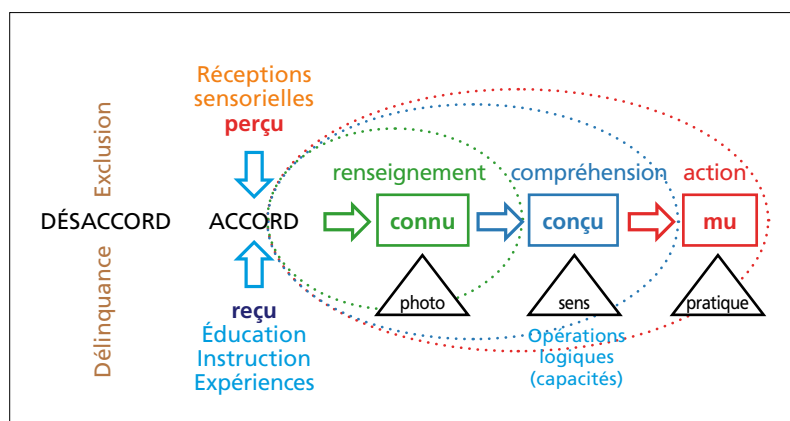 Réceptions
sensorielles
perçu
Exclusion
renseignement
compréhension
action
DÉSACCORD
ACCORD
connu
conçu
mu
Délinquance
photo
sens
pratique
reçu
Éducation
Instruction
Expériences
Opérations
logiques
(capacités)